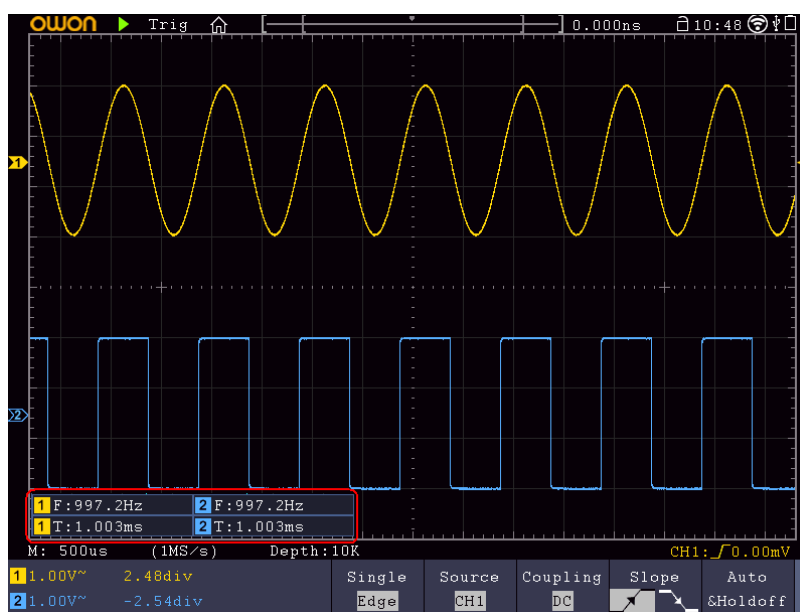 owon Trig 0.000ns 10:48
1
2
1 F:997.2Hz 2 F:997.2Hz
1 T:1.003ms 2 T:1.003ms
M: 500us (1MS/s) Depth:10K CH1: 0.00mV
1 1.00V~ 2.48div Single Source Coupling Slope Auto
2 1.00V~ -2.54div Edge CH1 DC &Holdoff